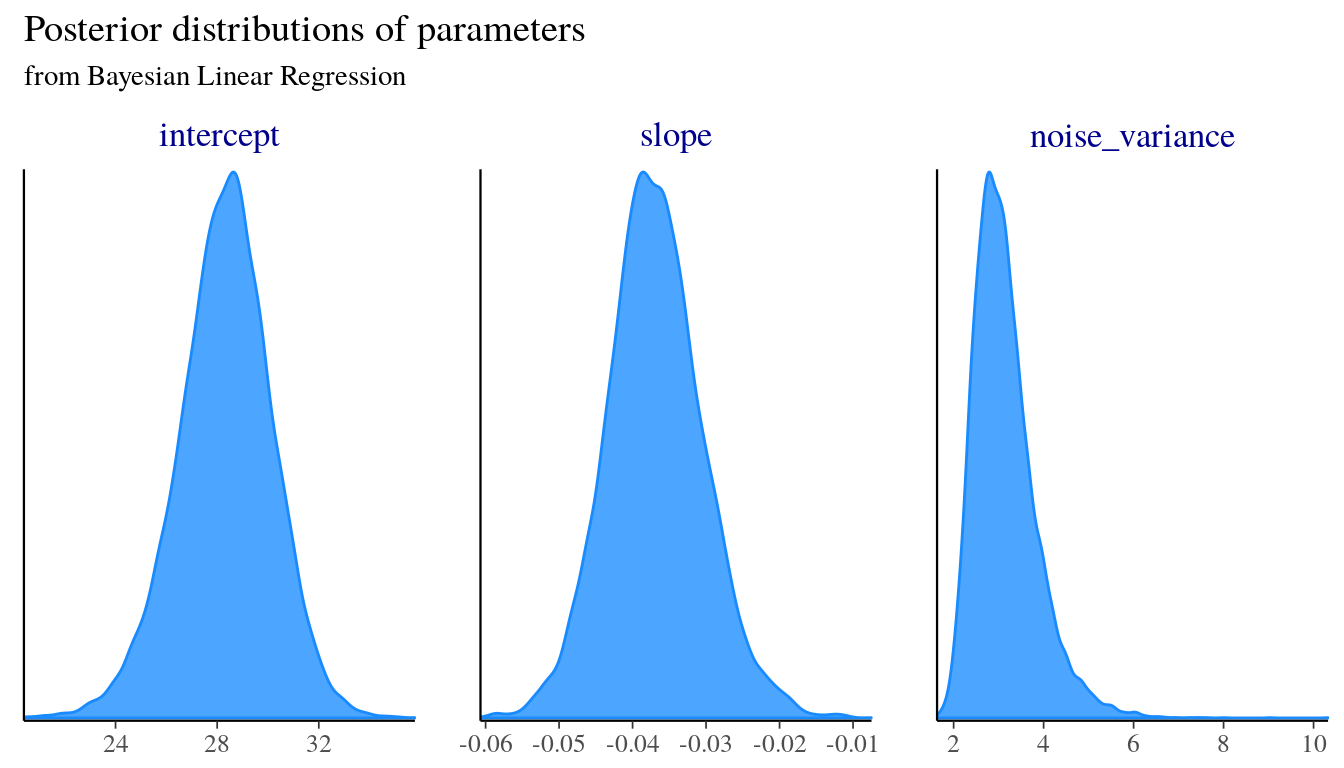 Posterior distributions of parameters
from Bayesian Linear Regression
intercept
slope
noise_variance
24 28 32
-0.06 -0.05 -0.04 -0.03 -0.02 -0.01
2 4 6 8 10